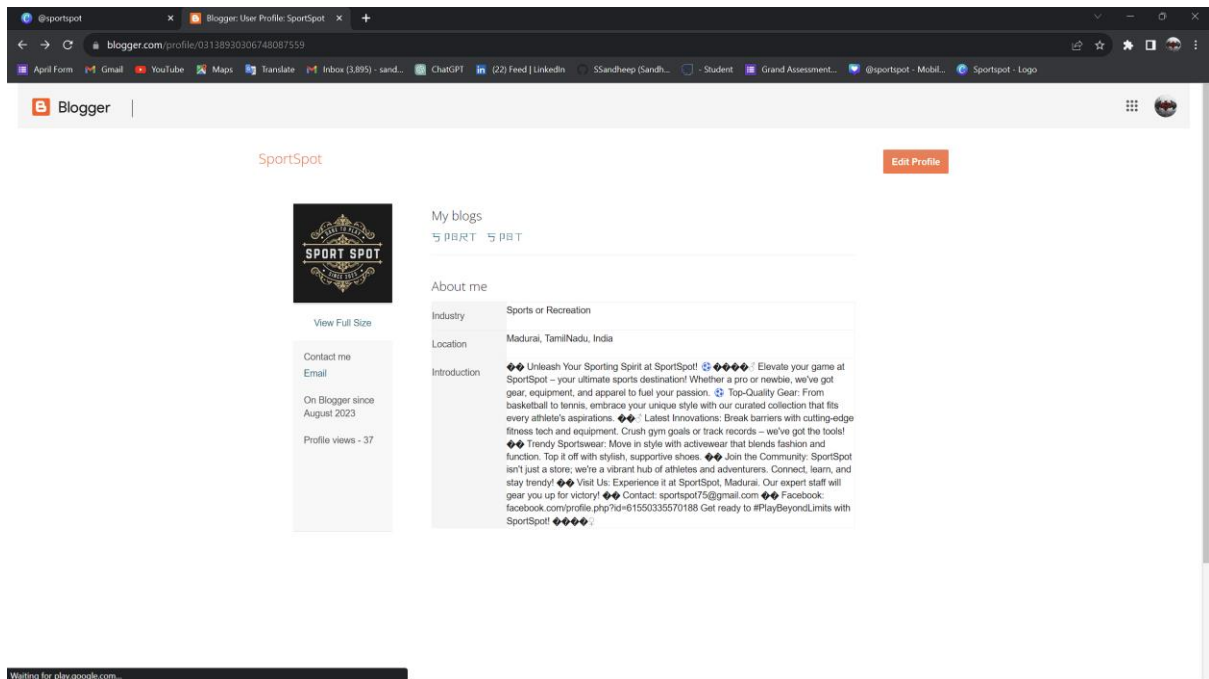 @sportspot
Blogger: User Profile: SportSpot
blogger.com/profile/03138930306748087559
April Form Gmail YouTube Maps Translate Inbox (3,895) - sand... ChatGPT (22) Feed | LinkedIn SSandheep (Sandh... - Student Grand Assessment... @sportspot - Mobil... Sportspot - Logo
Blogger
SportSpot
Edit Profile
DARE TO PLAY
SPORT SPOT
SINCE 2023
View Full Size
Contact me
Email
On Blogger since
August 2023
Profile views - 37
My blogs
SPORT SPOT
About me
Industry Sports or Recreation
Location Madurai, TamilNadu, India
Introduction �� Unleash Your Sporting Spirit at SportSpot! ⚽ ����♂ Elevate your game at
SportSpot – your ultimate sports destination! Whether a pro or newbie, we've got
gear, equipment, and apparel to fuel your passion. ⚽ Top-Quality Gear: From
basketball to tennis, embrace your unique style with our curated collection that fits
every athlete's aspirations. ��♂ Latest Innovations: Break barriers with cutting-edge
fitness tech and equipment. Crush gym goals or track records – we've got the tools!
�� Trendy Sportswear: Move in style with activewear that blends fashion and
function. Top it off with stylish, supportive shoes. �� Join the Community: SportSpot
isn't just a store; we're a vibrant hub of athletes and adventurers. Connect, learn, and
stay trendy! �� Visit Us: Experience it at SportSpot, Madurai. Our expert staff will
gear you up for victory! �� Contact: sportspot75@gmail.com �� Facebook:
facebook.com/profile.php?id=61550335570188 Get ready to #PlayBeyondLimits with
SportSpot! ����♀
Waiting for play.google.com...